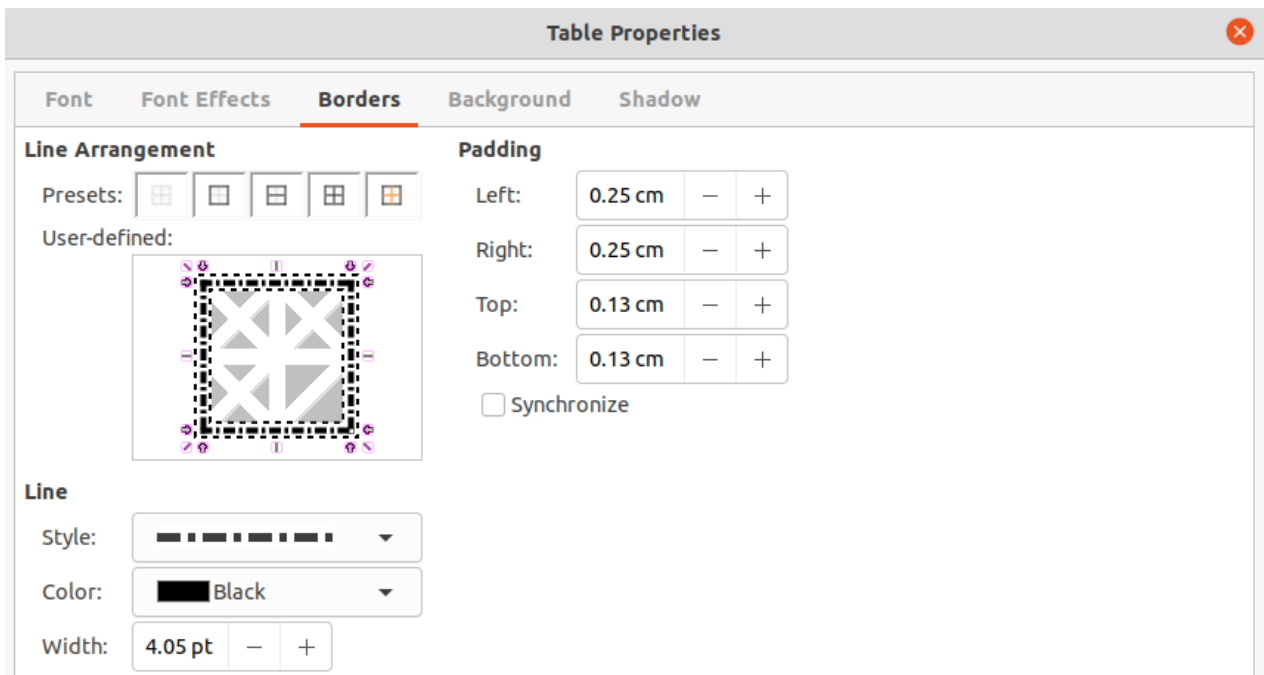 Table Properties
Font Font Effects Borders Background Shadow
Line Arrangement
Presets:
User-defined:
Padding
Left: 0.25 cm
Right: 0.25 cm
Top: 0.13 cm
Bottom: 0.13 cm
Synchronize
Line
Style:
Color: Black
Width: 4.05 pt